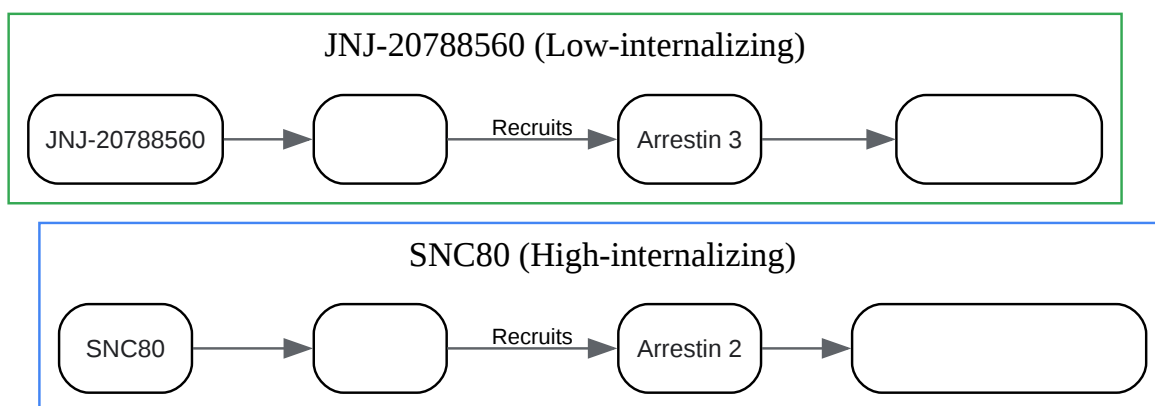 JNJ-20788560 (Low-internalizing)
JNJ-20788560
Recruits
Arrestin 3
SNC80 (High-internalizing)
SNC80
Recruits
Arrestin 2